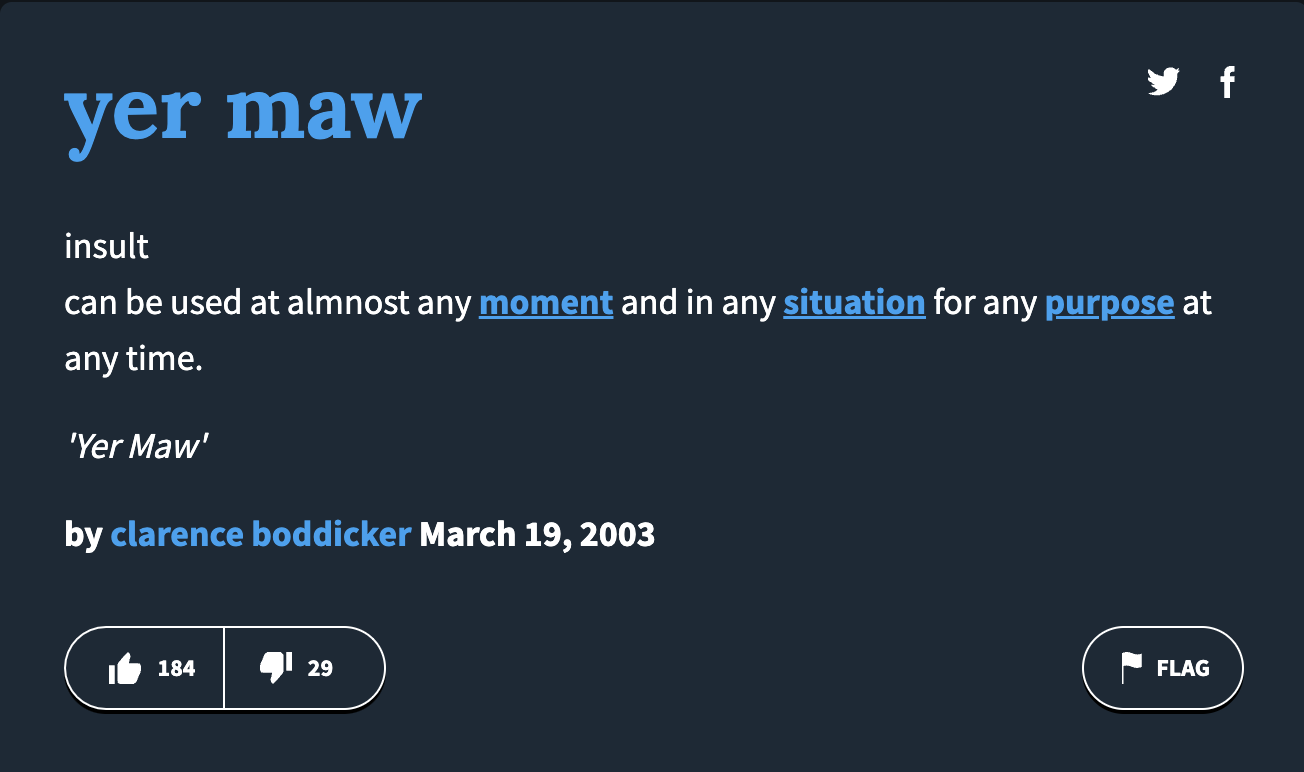 yer maw
insult
can be used at almnost any moment and in any situation for any purpose at
any time.
'Yer Maw'
by clarence boddicker March 19, 2003
184 29 FLAG